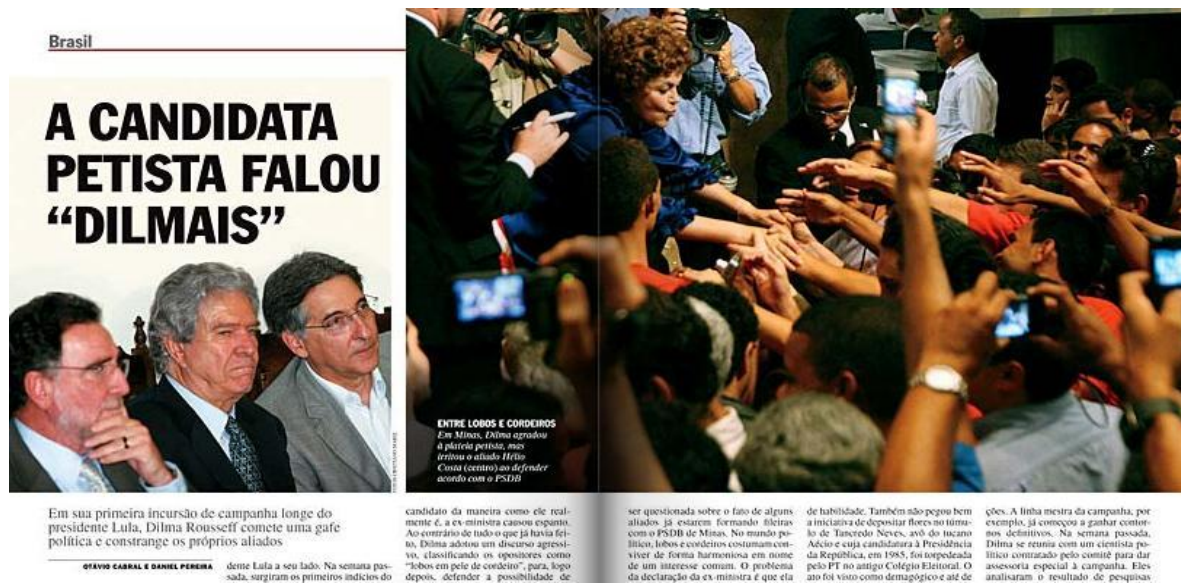 Brasil
A CANDIDATA
PETISTA FALOU
“DILMAIS”
ENTRE LOBOS E CORDEIROS
Em Minas, Dilma agradou
à plateia petista, mas
irritou o aliado Hélio
Costa (centro) ao defender
acordo com o PSDB
Em sua primeira incursão de campanha longe do
presidente Lula, Dilma Rousseff comete uma gafe
política e constrange os próprios aliados
OTÁVIO CABRAL E DANIEL PEREIRA
dente Lula a seu lado. Na semana pas-
sada, surgiram os primeiros indícios do
candidato da maneira como ele real-
mente é, a ex-ministra causou espanto.
Ao contrário de tudo o que já havia fei-
to, Dilma adotou um discurso agressi-
vo, classificando os opositores como
“lobos em pele de cordeiro”, para, logo
depois, defender a possibilidade de
ser questionada sobre o fato de alguns
aliados já estarem formando fileiras
com o PSDB de Minas. No mundo po-
lítico, lobos e cordeiros costumam con-
viver de forma harmoniosa em nome
de um interesse comum. O problema
da declaração da ex-ministra é que ela
de habilidade. Também não pegou bem
a iniciativa de depositar flores no túmu-
lo de Tancredo Neves, avô do tucano
Aécio e cuja candidatura à Presidência
da República, em 1985, foi torpedeada
pelo PT no antigo Colégio Eleitoral. O
ato foi visto como demagógico e até de
ções. A linha mestra da campanha, por
exemplo, já começou a ganhar contor-
nos definitivos. Na semana passada,
Dilma se reuniu com um cientista po-
lítico contratado pelo comitê para dar
assessoria especial à campanha. Eles
analisaram o resultado de pesquisas